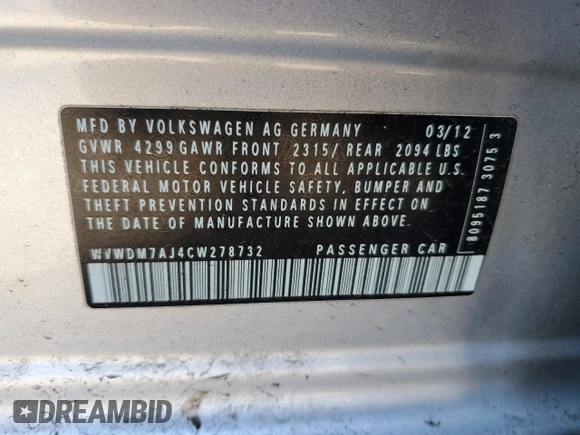 MFD BY VOLKSWAGEN AG GERMANY 03/12
GVWR 4299 GAWR FRONT 2315/ REAR 2094 LBS
THIS VEHICLE CONFORMS TO ALL APPLICABLE U.S.
FEDERAL MOTOR VEHICLE SAFETY, BUMPER AND
THEFT PREVENTION STANDARDS IN EFFECT ON
THE DATE OF MANUFACTURE SHOWN ABOVE.
WVWDM7AJ4CW278732 PASSENGER CAR
8095187 3075 3
DREAMBID